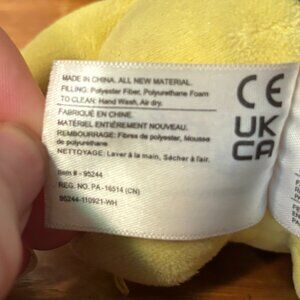 MADE IN CHINA. ALL NEW MATERIAL.
FILLING: Polyester Fiber, Polyurethane Foam
TO CLEAN: Hand Wash, Air dry.
FABRIQUÉ EN CHINE.
MATÉRIEL ENTIÈREMENT NOUVEAU.
REMBOURRAGE: Fibres de polyester, Mousse
de polyuréthane
NETTOYAGE: Laver à la main, Sécher à l'air.
Item # - 95244
REG. NO. PA-16514 (CN)
95244-110921-WH
CE
UK
CA